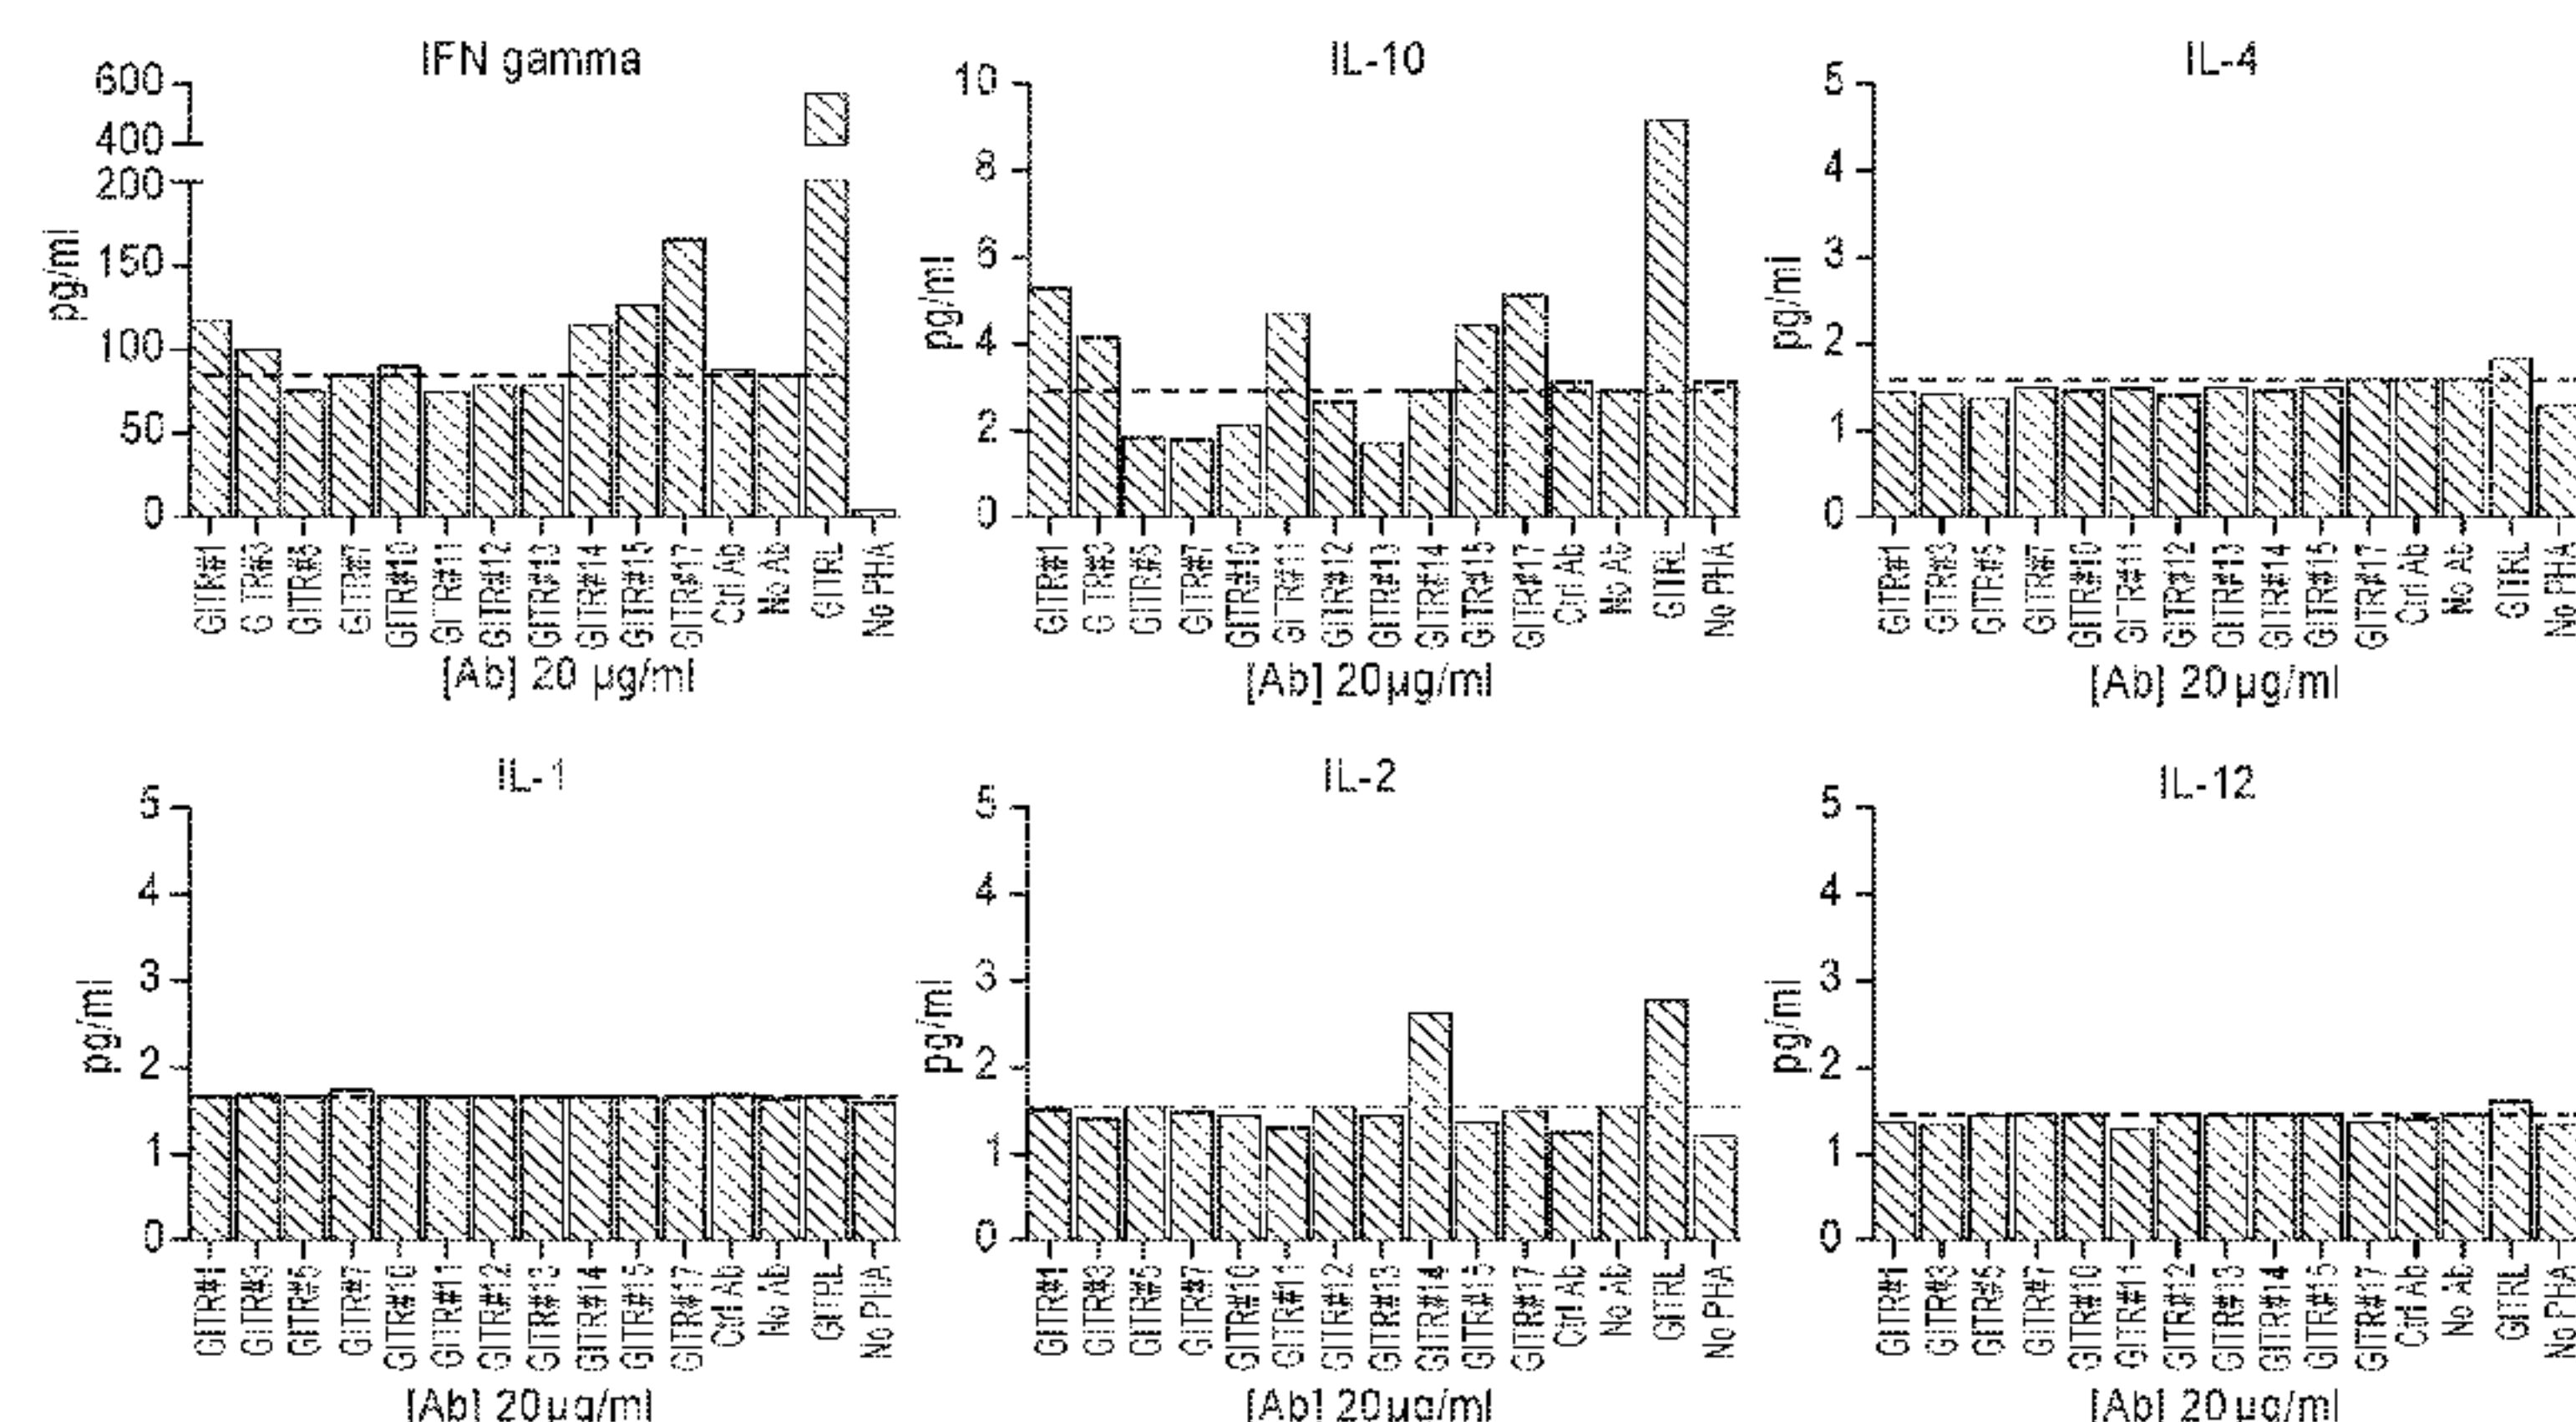 IFN gamma
600
400
200
150
100
50
0
pg/ml
GITR#1
G TR#3
GITR#5
GITR#7
GITR#10
GITR#11
GITR#12
GITR#13
GITR#14
GITR#15
GITR#17
Ctrl Ab
No Ab
GITRL
No PHA
[Ab] 20 µg/ml
IL-10
10
8
6
4
2
0
pg/ml
GITR#1
G TR#3
GITR#5
GITR#7
GITR#10
GITR#11
GITR#12
GITR#13
GITR#14
GITR#15
GITR#17
Ctrl Ab
No Ab
GITRL
No PHA
[Ab] 20µg/ml
IL-4
5
4
3
2
1
0
pg/ml
GITR#1
GITR#3
GITR#5
GITR#7
GITR#10
GITR#11
GITR#12
GITR#13
GITR#14
GITR#15
GITR#17
Ctrl Ab
No Ab
GITRL
No PHA
[Ab] 20µg/ml
IL-1
5
4
3
2
1
0
pg/ml
GITR#1
GITR#3
GITR#5
GITR#7
GITR#10
GITR#11
GITR#12
GITR#13
GITR#14
GITR#15
GITR#17
Ctrl Ab
No Ab
GITRL
No PHA
[Ab] 20µg/ml
IL-2
5
4
3
2
1
0
pg/ml
GITR#1
GITR#3
GITR#5
GITR#7
GITR#10
GITR#11
GITR#12
GITR#13
GITR#14
GITR#15
GITR#17
Ctrl Ab
No Ab
GITRL
No PHA
[Ab] 20µg/ml
IL-12
5
4
3
2
1
0
pg/ml
GITR#1
GITR#3
GITR#5
GITR#7
GITR#10
GITR#11
GITR#12
GITR#13
GITR#14
GITR#15
GITR#17
Ctrl Ab
No Ab
GITRL
No PHA
[Ab] 20µg/ml